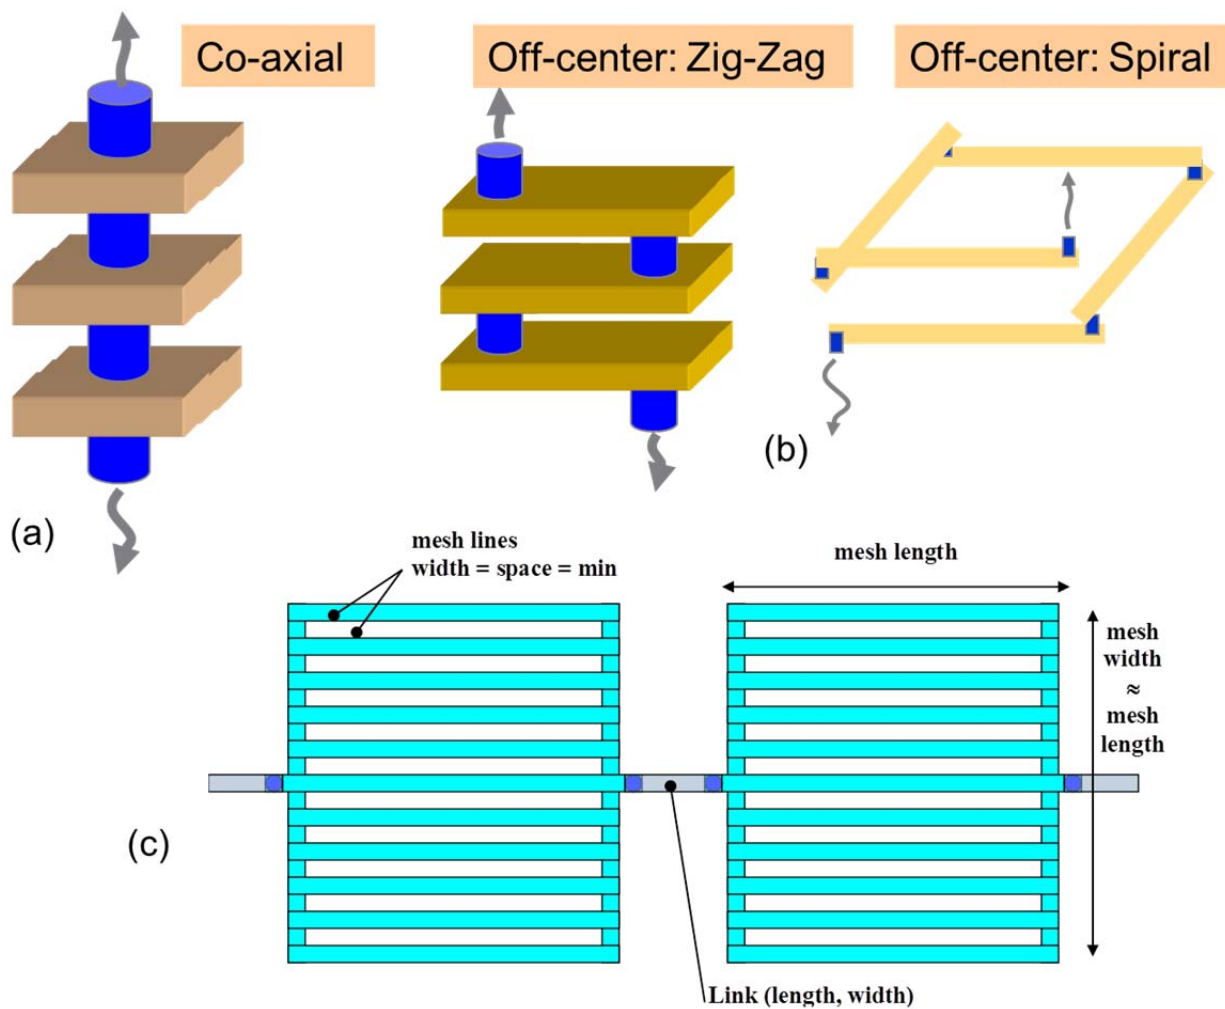 Co-axial
Off-center: Zig-Zag
Off-center: Spiral
(a)
(b)
mesh lines
width = space = min
mesh length
mesh
width
≈
mesh
length
(c)
Link (length, width)